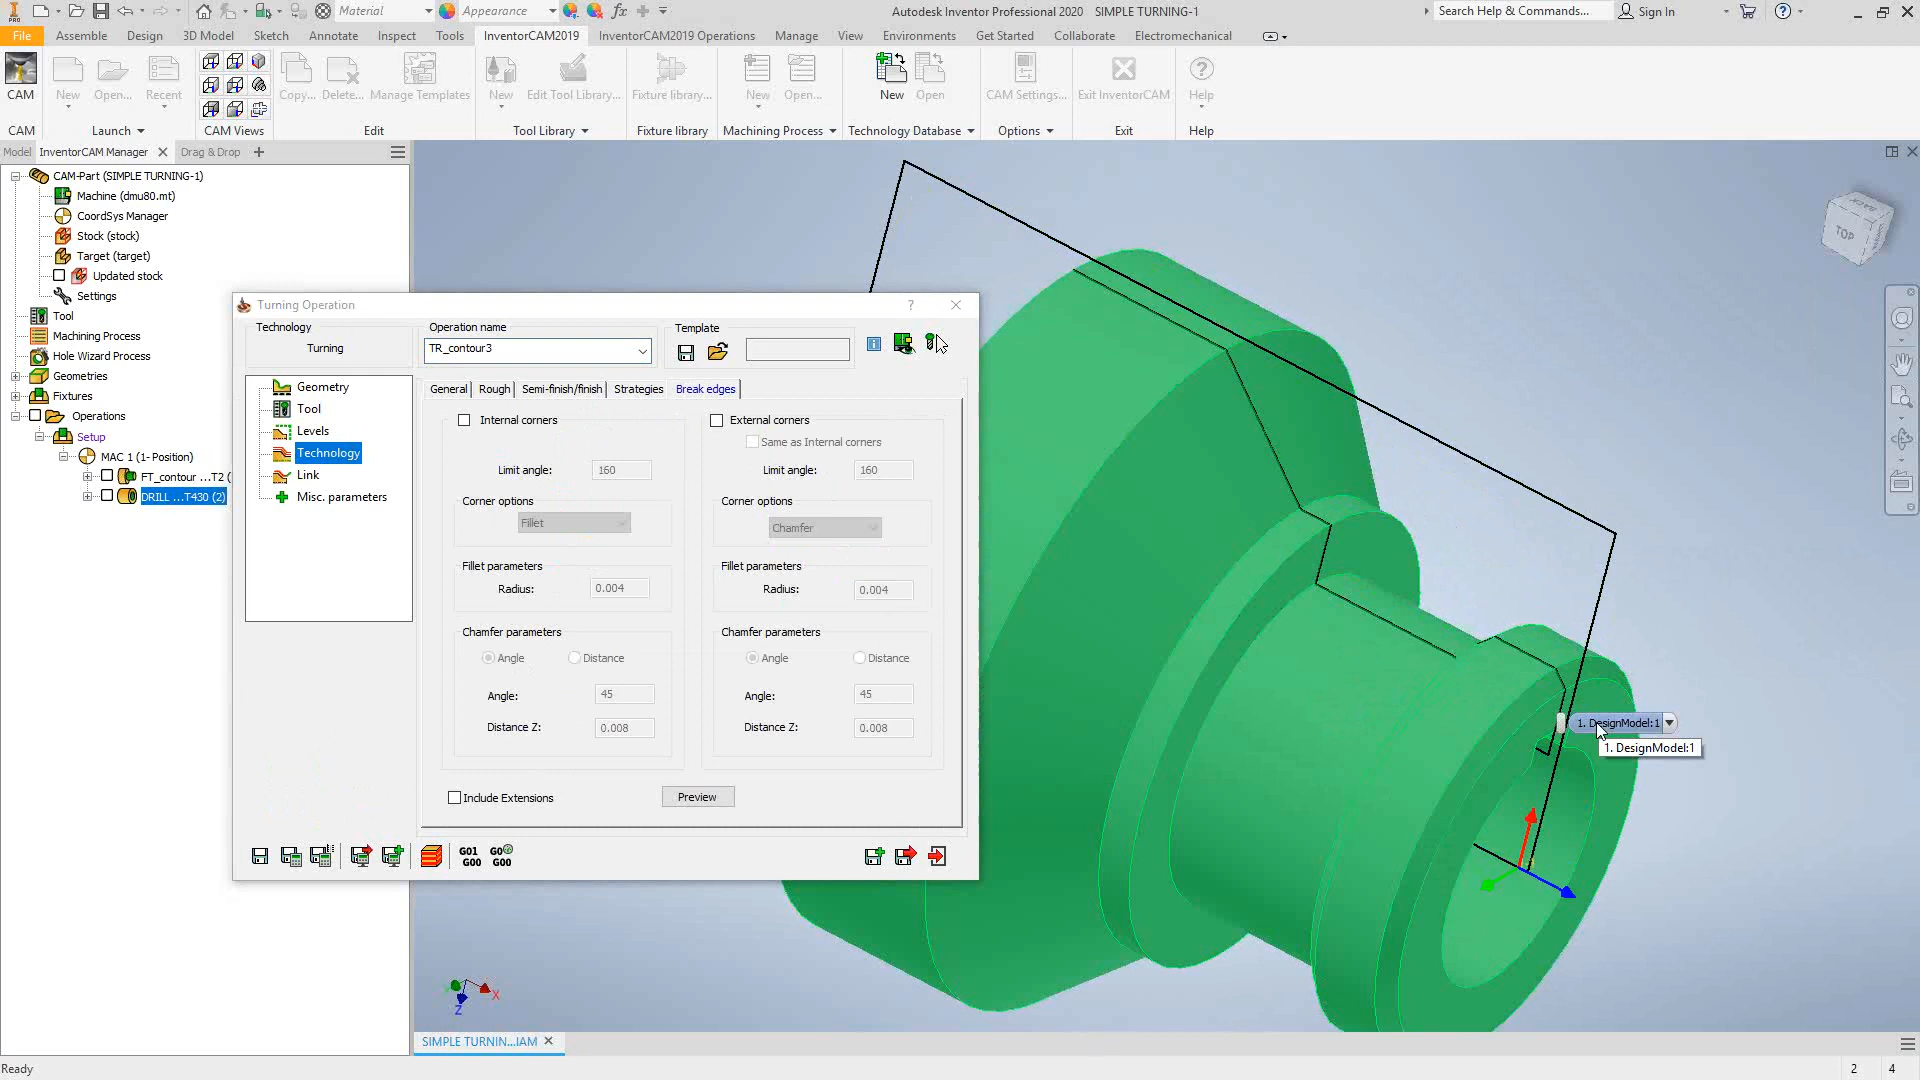 Material
Appearance
Autodesk Inventor Professional 2020 SIMPLE TURNING-1
Search Help & Commands...
Sign In
File
Assemble
Design
3D Model
Sketch
Annotate
Inspect
Tools
InventorCAM2019
InventorCAM2019 Operations
Manage
View
Environments
Get Started
Collaborate
Electromechanical
CAM
New
Open...
Recent
Copy...
Delete...
Manage Templates
New
Edit Tool Library...
Fixture library...
New
Open...
New
Open
CAM Settings...
Exit InventorCAM
Help
CAM
Launch
CAM Views
Edit
Tool Library
Fixture library
Machining Process
Technology Database
Options
Exit
Help
Model
InventorCAM Manager
Drag & Drop
CAM-Part (SIMPLE TURNING-1)
Machine (dmu80.mt)
CoordSys Manager
Stock (stock)
Target (target)
Updated stock
Settings
Tool
Machining Process
Hole Wizard Process
Geometries
Fixtures
Operations
Setup
MAC 1 (1- Position)
FT_contour ...T2 (
DRILL ...T430 (2)
Turning Operation
?
Technology
Turning
Operation name
TR_contour3
Template
Geometry
Tool
Levels
Technology
Link
Misc. parameters
General
Rough
Semi-finish/finish
Strategies
Break edges
Internal corners
Limit angle: 160
Corner options
Fillet
Fillet parameters
Radius: 0.004
Chamfer parameters
Angle
Distance
Angle: 45
Distance Z: 0.008
External corners
Same as Internal corners
Limit angle: 160
Corner options
Chamfer
Fillet parameters
Radius: 0.004
Chamfer parameters
Angle
Distance
Angle: 45
Distance Z: 0.008
Include Extensions
Preview
G01
G00
G0
G00
TOP
BACK
1. DesignModel:1
1. DesignModel:1
X
Z
SIMPLE TURNIN...IAM
Ready
2 4